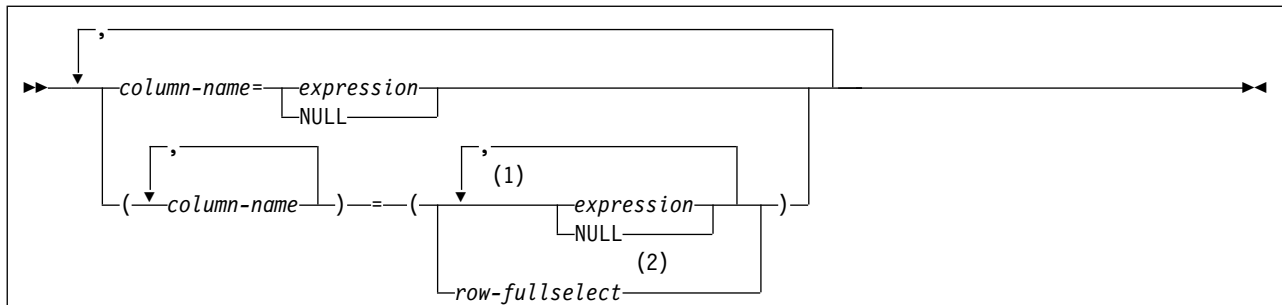 ,
column-name= expression
NULL
, ,
(1)
( column-name ) = ( expression )
NULL
(2)
row-fullselect